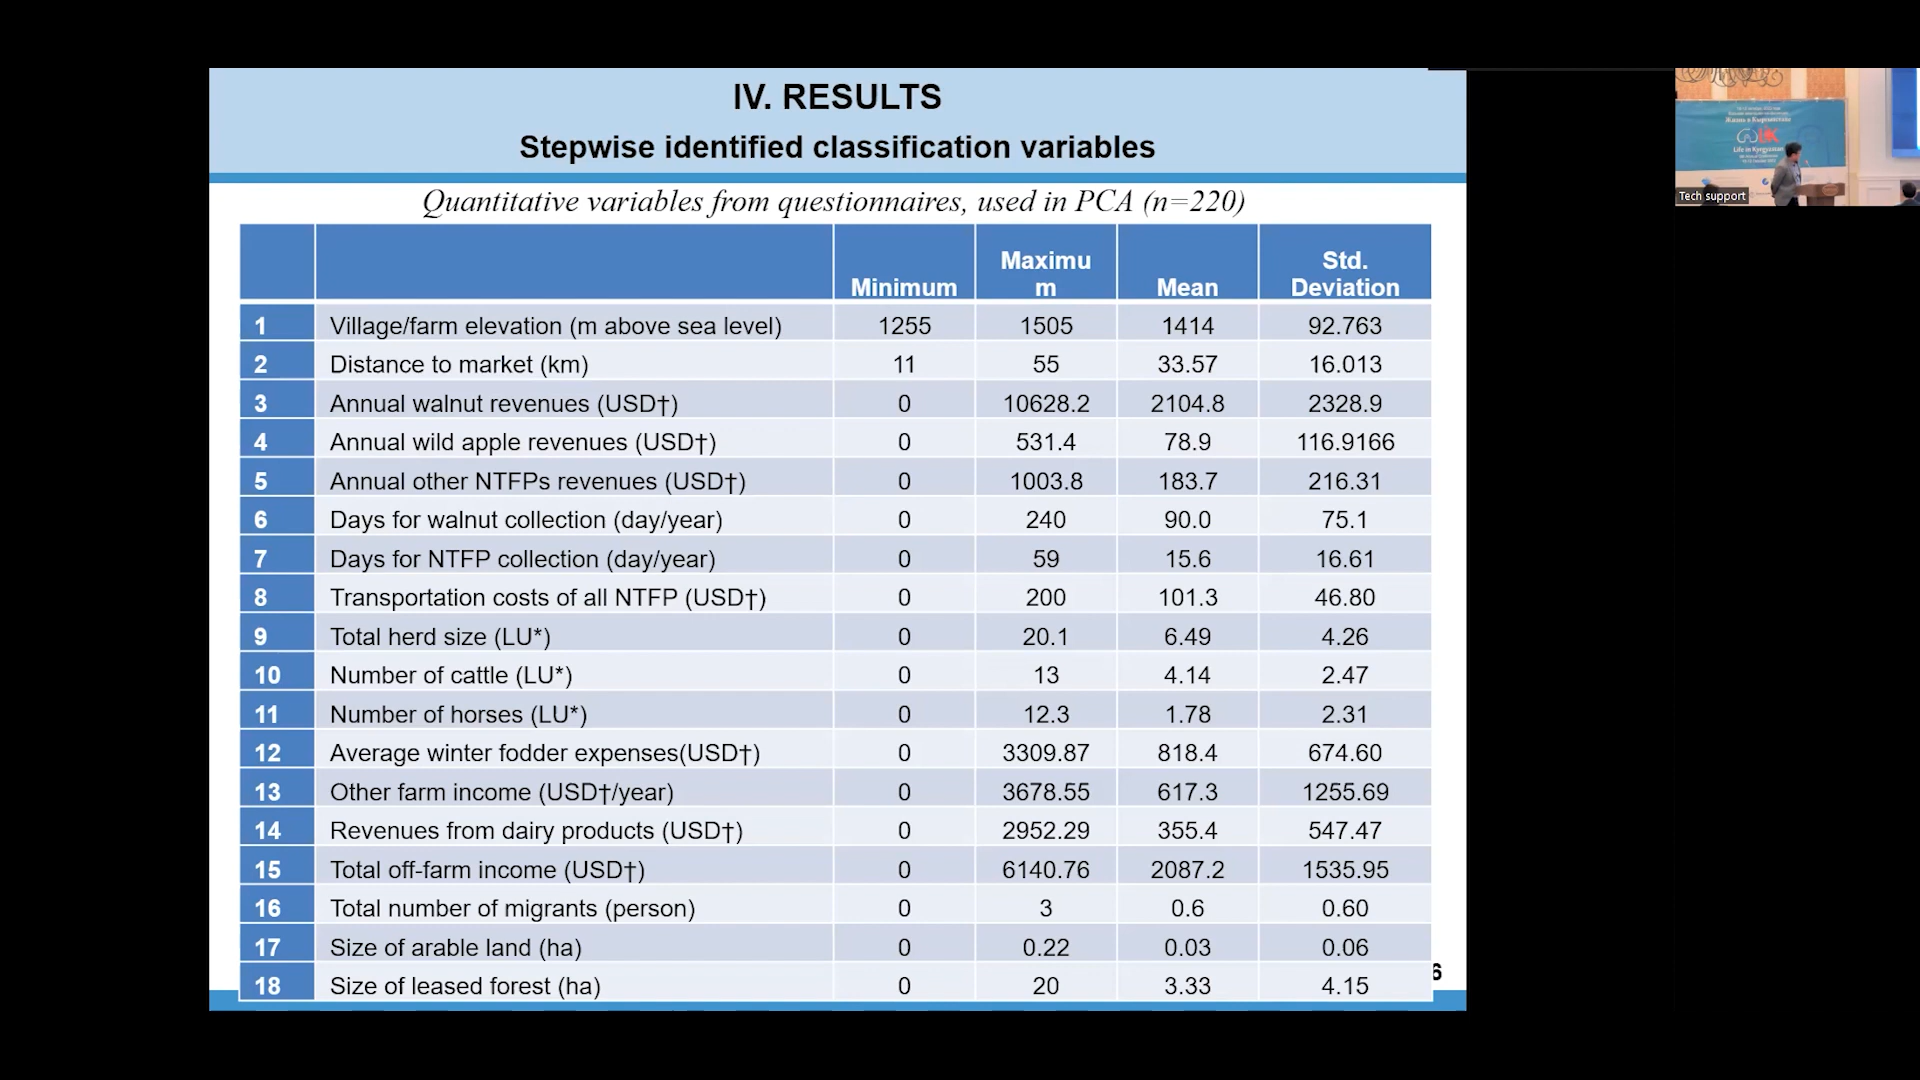 IV. RESULTS
Stepwise identified classification variables
Quantitative variables from questionnaires, used in PCA (n=220)
Minimum Maximu m Mean Std. Deviation
1 Village/farm elevation (m above sea level) 1255 1505 1414 92.763
2 Distance to market (km) 11 55 33.57 16.013
3 Annual walnut revenues (USD†) 0 10628.2 2104.8 2328.9
4 Annual wild apple revenues (USD†) 0 531.4 78.9 116.9166
5 Annual other NTFPs revenues (USD†) 0 1003.8 183.7 216.31
6 Days for walnut collection (day/year) 0 240 90.0 75.1
7 Days for NTFP collection (day/year) 0 59 15.6 16.61
8 Transportation costs of all NTFP (USD†) 0 200 101.3 46.80
9 Total herd size (LU*) 0 20.1 6.49 4.26
10 Number of cattle (LU*) 0 13 4.14 2.47
11 Number of horses (LU*) 0 12.3 1.78 2.31
12 Average winter fodder expenses(USD†) 0 3309.87 818.4 674.60
13 Other farm income (USD†/year) 0 3678.55 617.3 1255.69
14 Revenues from dairy products (USD†) 0 2952.29 355.4 547.47
15 Total off-farm income (USD†) 0 6140.76 2087.2 1535.95
16 Total number of migrants (person) 0 3 0.6 0.60
17 Size of arable land (ha) 0 0.22 0.03 0.06
18 Size of leased forest (ha) 0 20 3.33 4.15
6
Жизнь в Кыргызстане
Life in Kyrgyzstan
Tech support